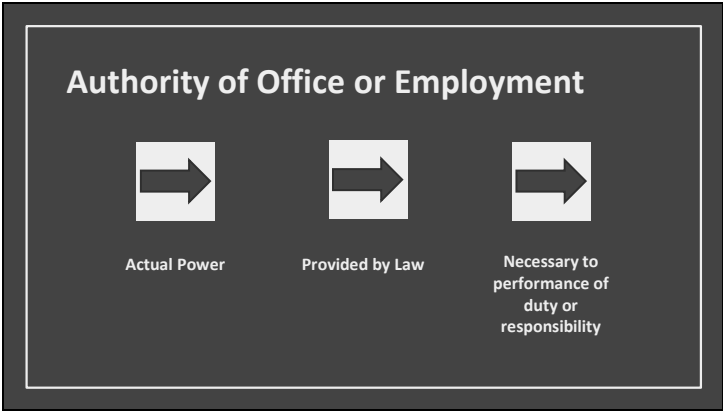 Authority of Office or Employment
Actual Power
Provided by Law
Necessary to
performance of
duty or
responsibility